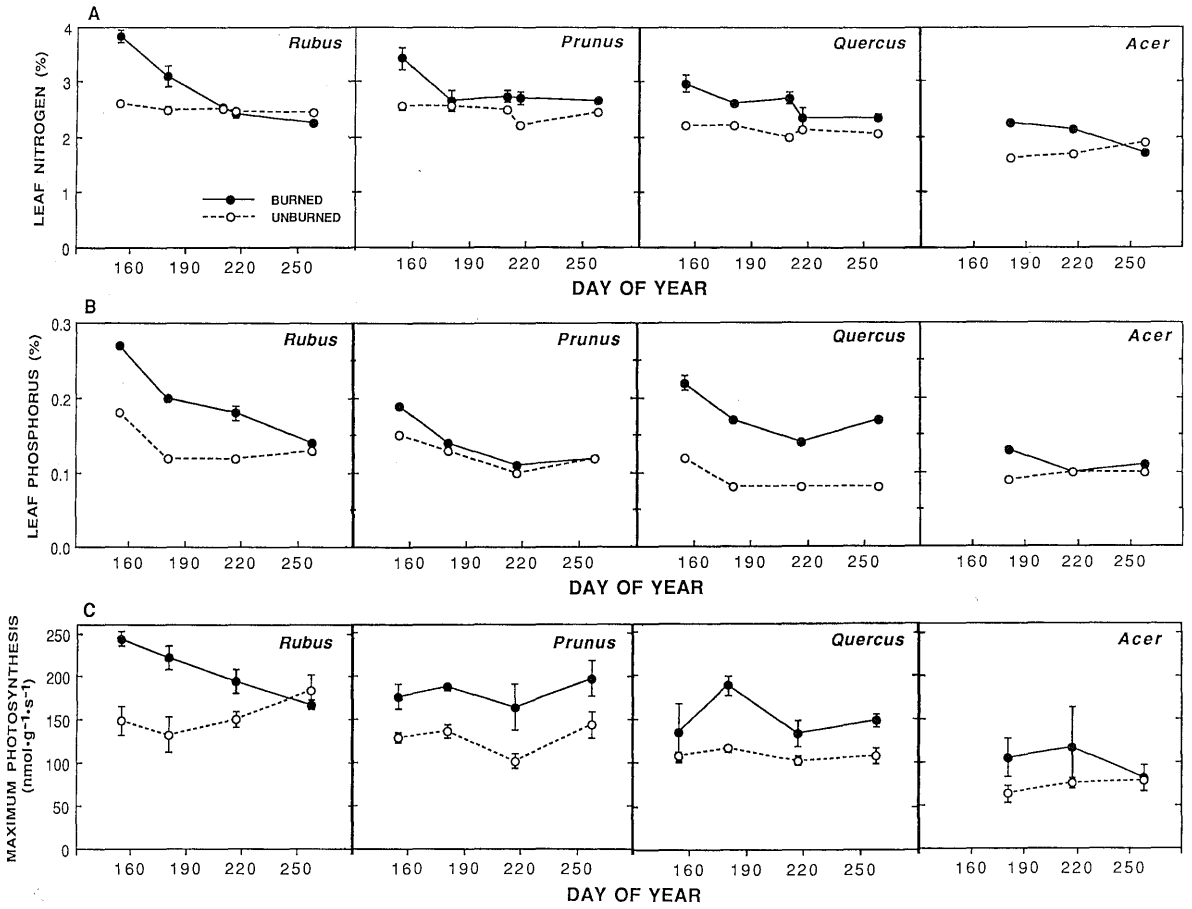 A
4
3
2
1
0
LEAF NITROGEN (%)
Rubus
Prunus
Quercus
Acer
BURNED
UNBURNED
160 190 220 250 160 190 220 250 160 190 220 250 160 190 220 250
DAY OF YEAR
B
0.3
0.2
0.1
0.0
LEAF PHOSPHORUS (%)
Rubus
Prunus
Quercus
Acer
160 190 220 250 160 190 220 250 160 190 220 250 160 190 220 250
DAY OF YEAR
C
250
200
150
100
50
0
MAXIMUM PHOTOSYNTHESIS
(nmol•g⁻¹•s⁻¹)
Rubus
Prunus
Quercus
Acer
160 190 220 250 160 190 220 250 160 190 220 250 160 190 220 250
DAY OF YEAR